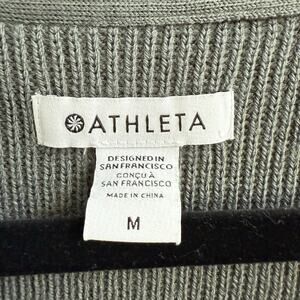 ATHLETA
DESIGNED IN
SAN FRANCISCO
CONÇU À
SAN FRANCISCO
MADE IN CHINA
M